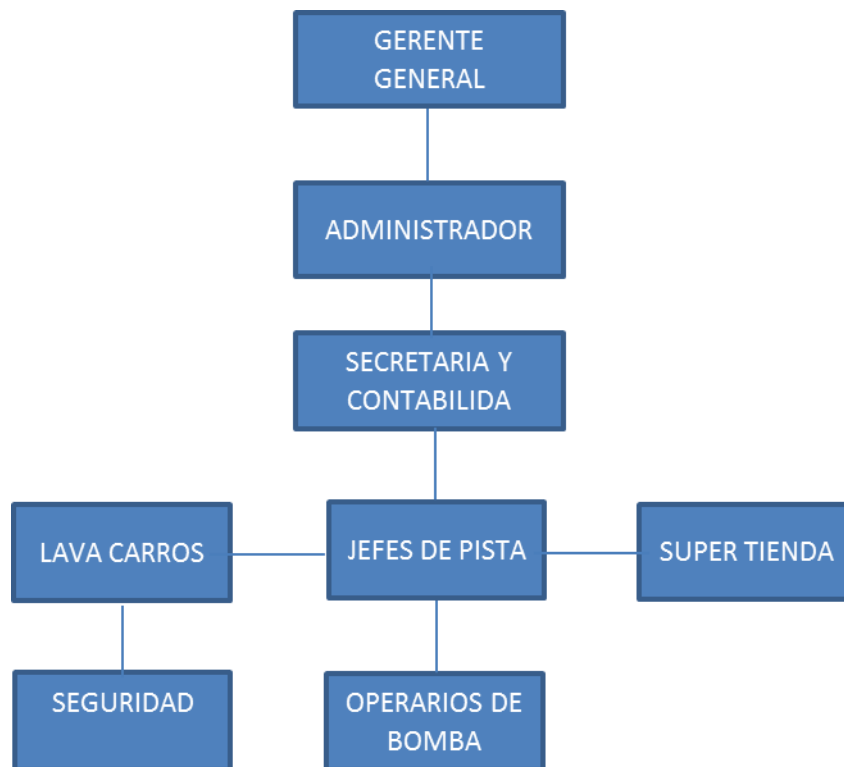 GERENTE
GENERAL
ADMINISTRADOR
SECRETARIA Y
CONTABILIDA
LAVA CARROS
JEFES DE PISTA
SUPER TIENDA
SEGURIDAD
OPERARIOS DE
BOMBA